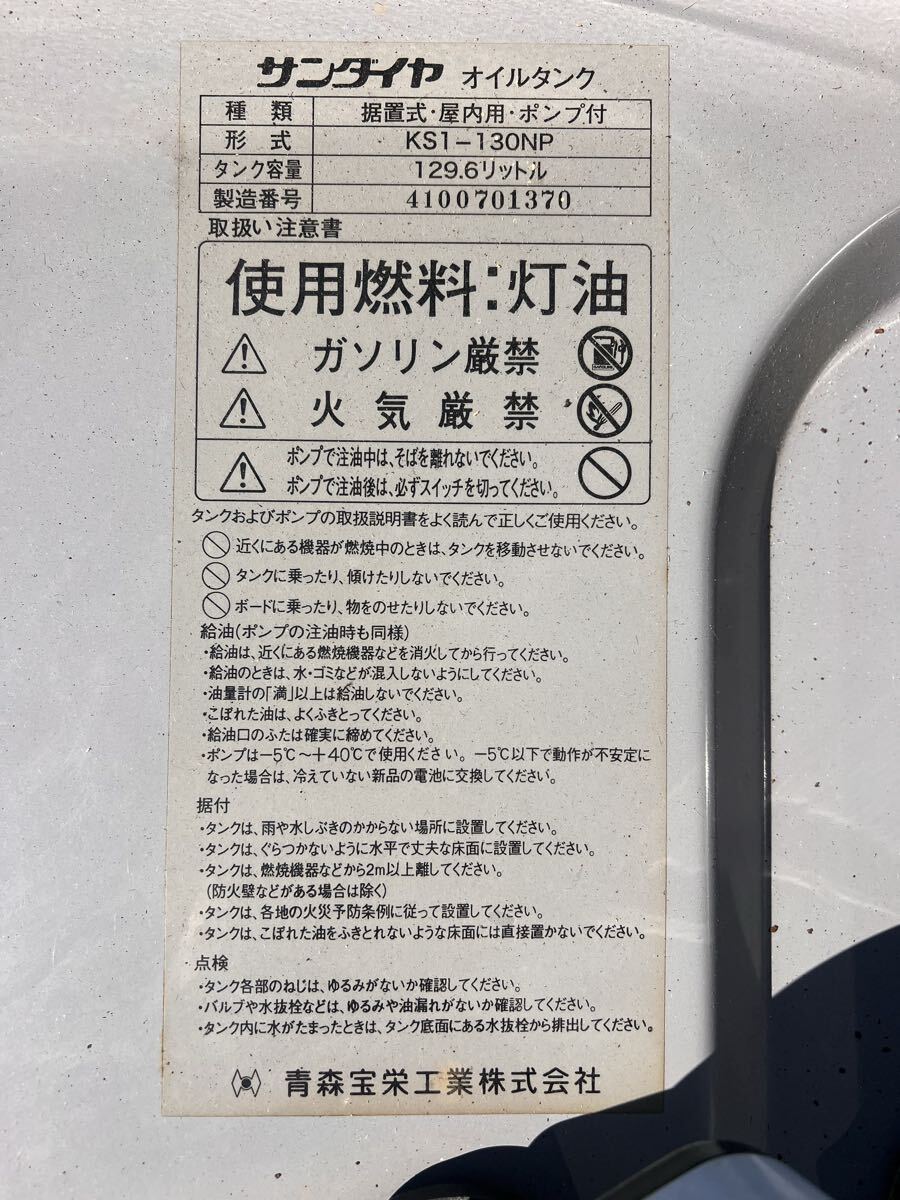 サンダイヤ オイルタンク
種類 据置式・屋内用・ポンプ付
形式 KS1-130NP
タンク容量 129.6リットル
製造番号 4100701370
取扱い注意書
使用燃料:灯油
ガソリン厳禁
火気厳禁
ポンプで注油中は、そばを離れないでください。
ポンプで注油後は、必ずスイッチを切ってください。
タンクおよびポンプの取扱説明書をよく読んで正しくご使用ください。
近くにある機器が燃焼中のときは、タンクを移動させないでください。
タンクに乗ったり、傾けたりしないでください。
ボードに乗ったり、物をのせたりしないでください。
給油(ポンプの注油時も同様)
・給油は、近くにある燃焼機器などを消火してから行ってください。
・給油のときは、水・ゴミなどが混入しないようにしてください。
・油量計の「満」以上は給油しないでください。
・こぼれた油は、よくふきとってください。
・給油口のふたは確実に締めてください。
・ポンプは-5℃~+40℃で使用ください。-5℃以下で動作が不安定に
なった場合は、冷えていない新品の電池に交換してください。
据付
・タンクは、雨や水しぶきのかからない場所に設置してください。
・タンクは、ぐらつかないように水平で丈夫な床面に設置してください。
・タンクは、燃焼機器などから2m以上離してください。
(防火壁などがある場合は除く)
・タンクは、各地の火災予防条例に従って設置してください。
・タンクは、こぼれた油をふきとれないような床面には直接置かないでください。
点検
・タンク各部のねじは、ゆるみがないか確認してください。
・バルブや水抜栓などは、ゆるみや油漏れがないか確認してください。
・タンク内に水がたまったときは、タンク底面にある水抜栓から排出してください。
青森宝栄工業株式会社